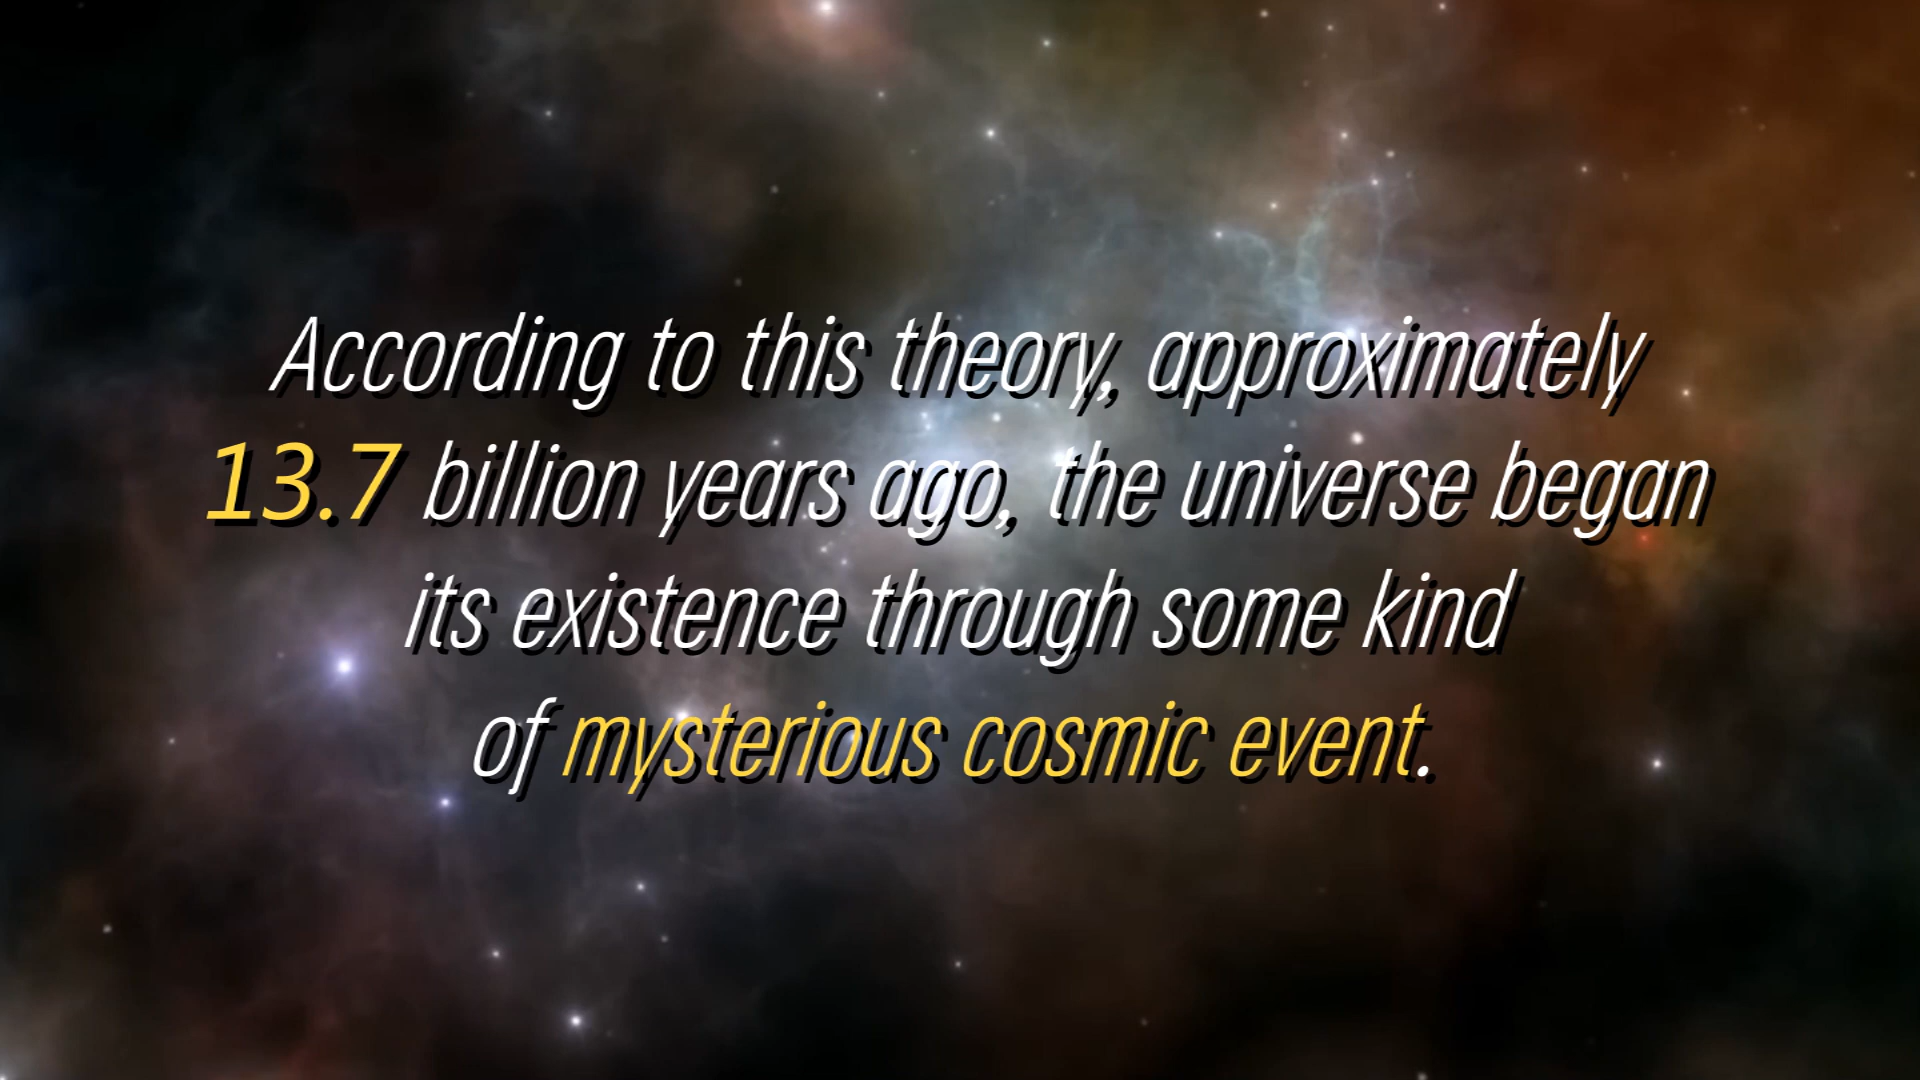 According to this theory, approximately
13.7 billion years ago, the universe began
its existence through some kind
of mysterious cosmic event.